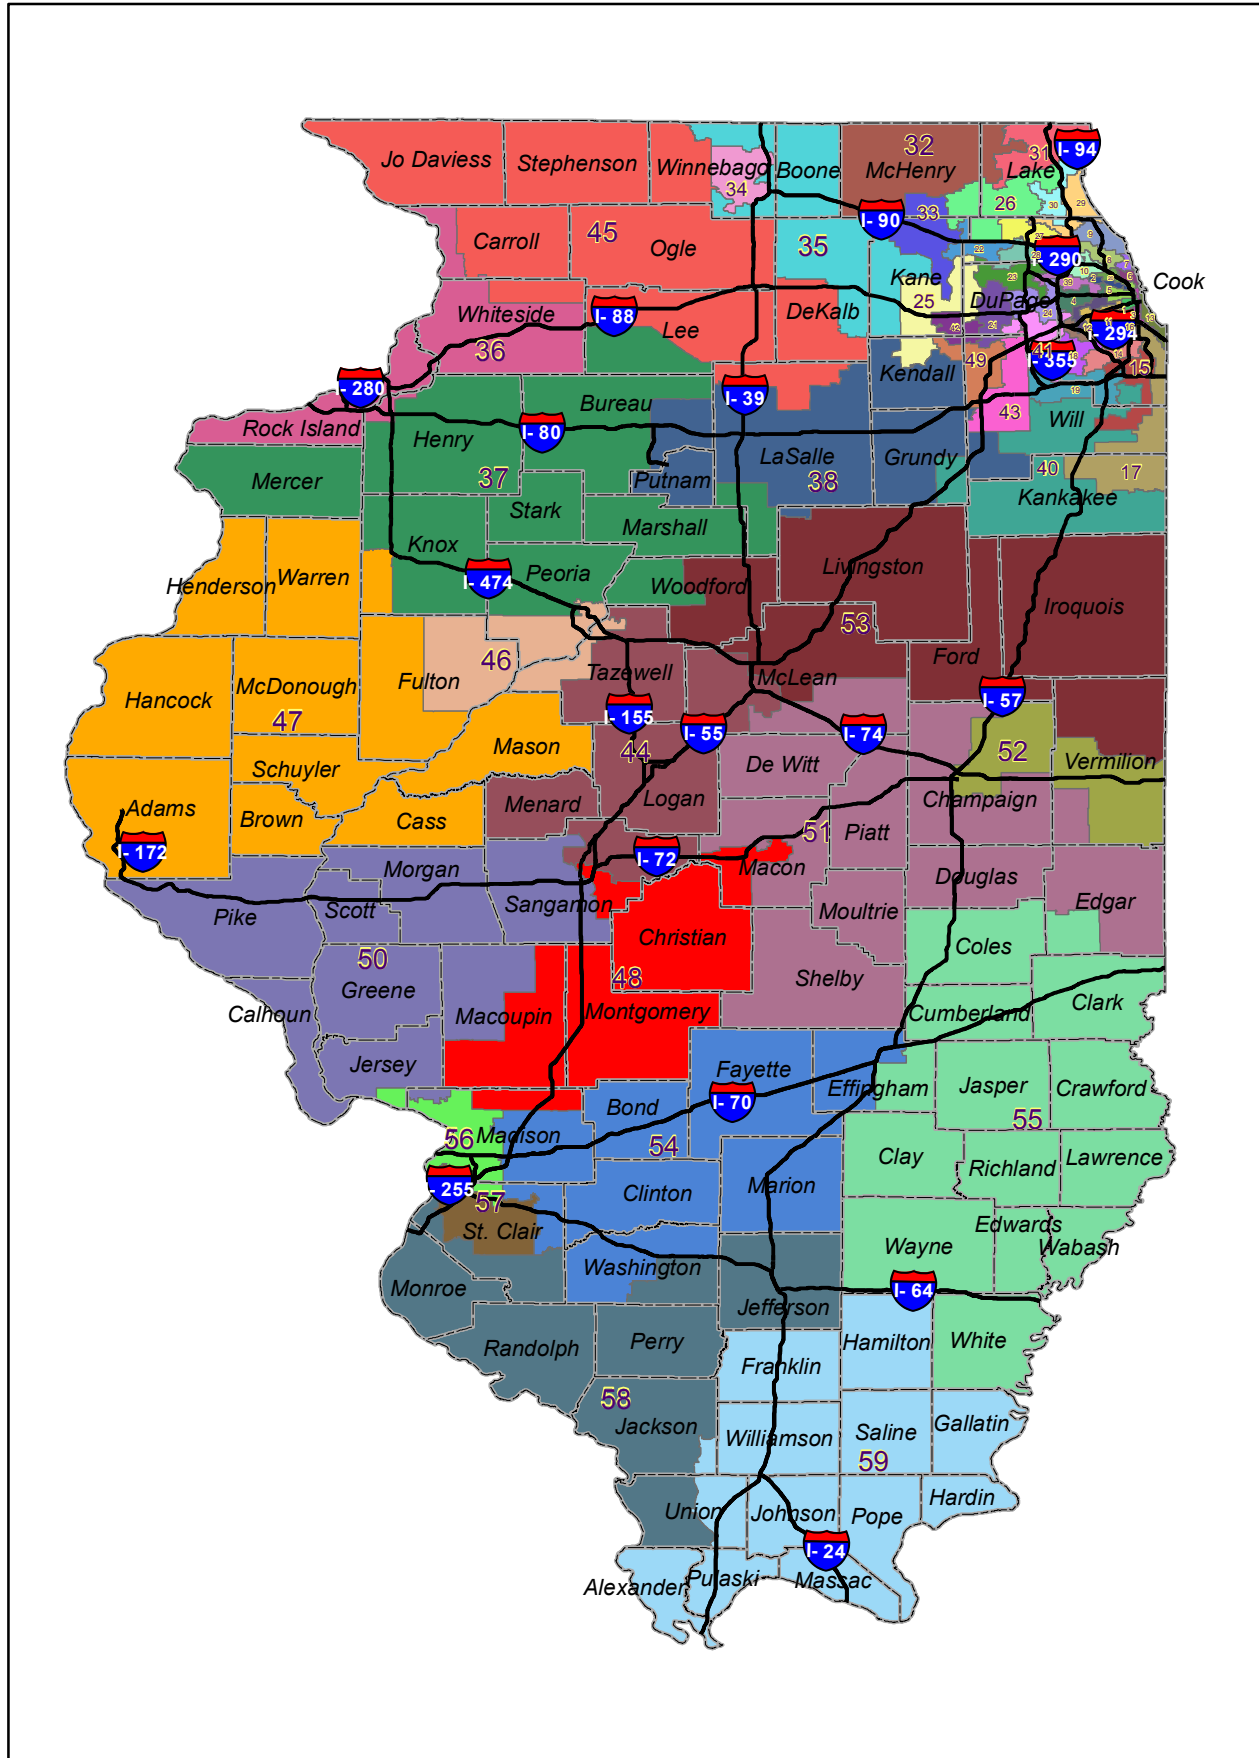 Jo Daviess
Stephenson
Winnebago
34
Boone
32
McHenry
31
Lake
I- 94
Carroll
45
Ogle
35
I- 90
33
26
30
29
Kane
25
DuPage
23
22
I- 290
Cook
Whiteside
36
I- 88
Lee
DeKalb
42
21
24
I- 294
I- 280
I- 39
Kendall
49
41
I- 355
15
Rock Island
Henry
I- 80
Bureau
43
Will
Mercer
37
Putnam
LaSalle
38
Grundy
40
17
Kankakee
Knox
Stark
Marshall
Henderson
Warren
I- 474
Peoria
Woodford
Livingston
53
Iroquois
Hancock
McDonough
47
Fulton
46
Tazewell
McLean
Ford
I- 57
I- 155
I- 55
I- 74
Schuyler
Mason
44
De Witt
52
Vermilion
Adams
Brown
Cass
Menard
Logan
51
Piatt
Champaign
I- 172
Morgan
I- 72
Macon
Pike
Scott
Sangamon
Moultrie
Douglas
Edgar
50
Greene
Christian
48
Shelby
Coles
Calhoun
Macoupin
Montgomery
Cumberland
Clark
Jersey
Fayette
Effingham
Jasper
Crawford
56
Madison
Bond
I- 70
54
55
Clay
Richland
Lawrence
I- 255
57
St. Clair
Clinton
Marion
Edwards
Wabash
Monroe
Washington
Wayne
Jefferson
I- 64
Randolph
Perry
Franklin
Hamilton
White
58
Jackson
Williamson
Saline
59
Gallatin
Union
Johnson
Pope
Hardin
I- 24
Alexander
Pulaski
Massac